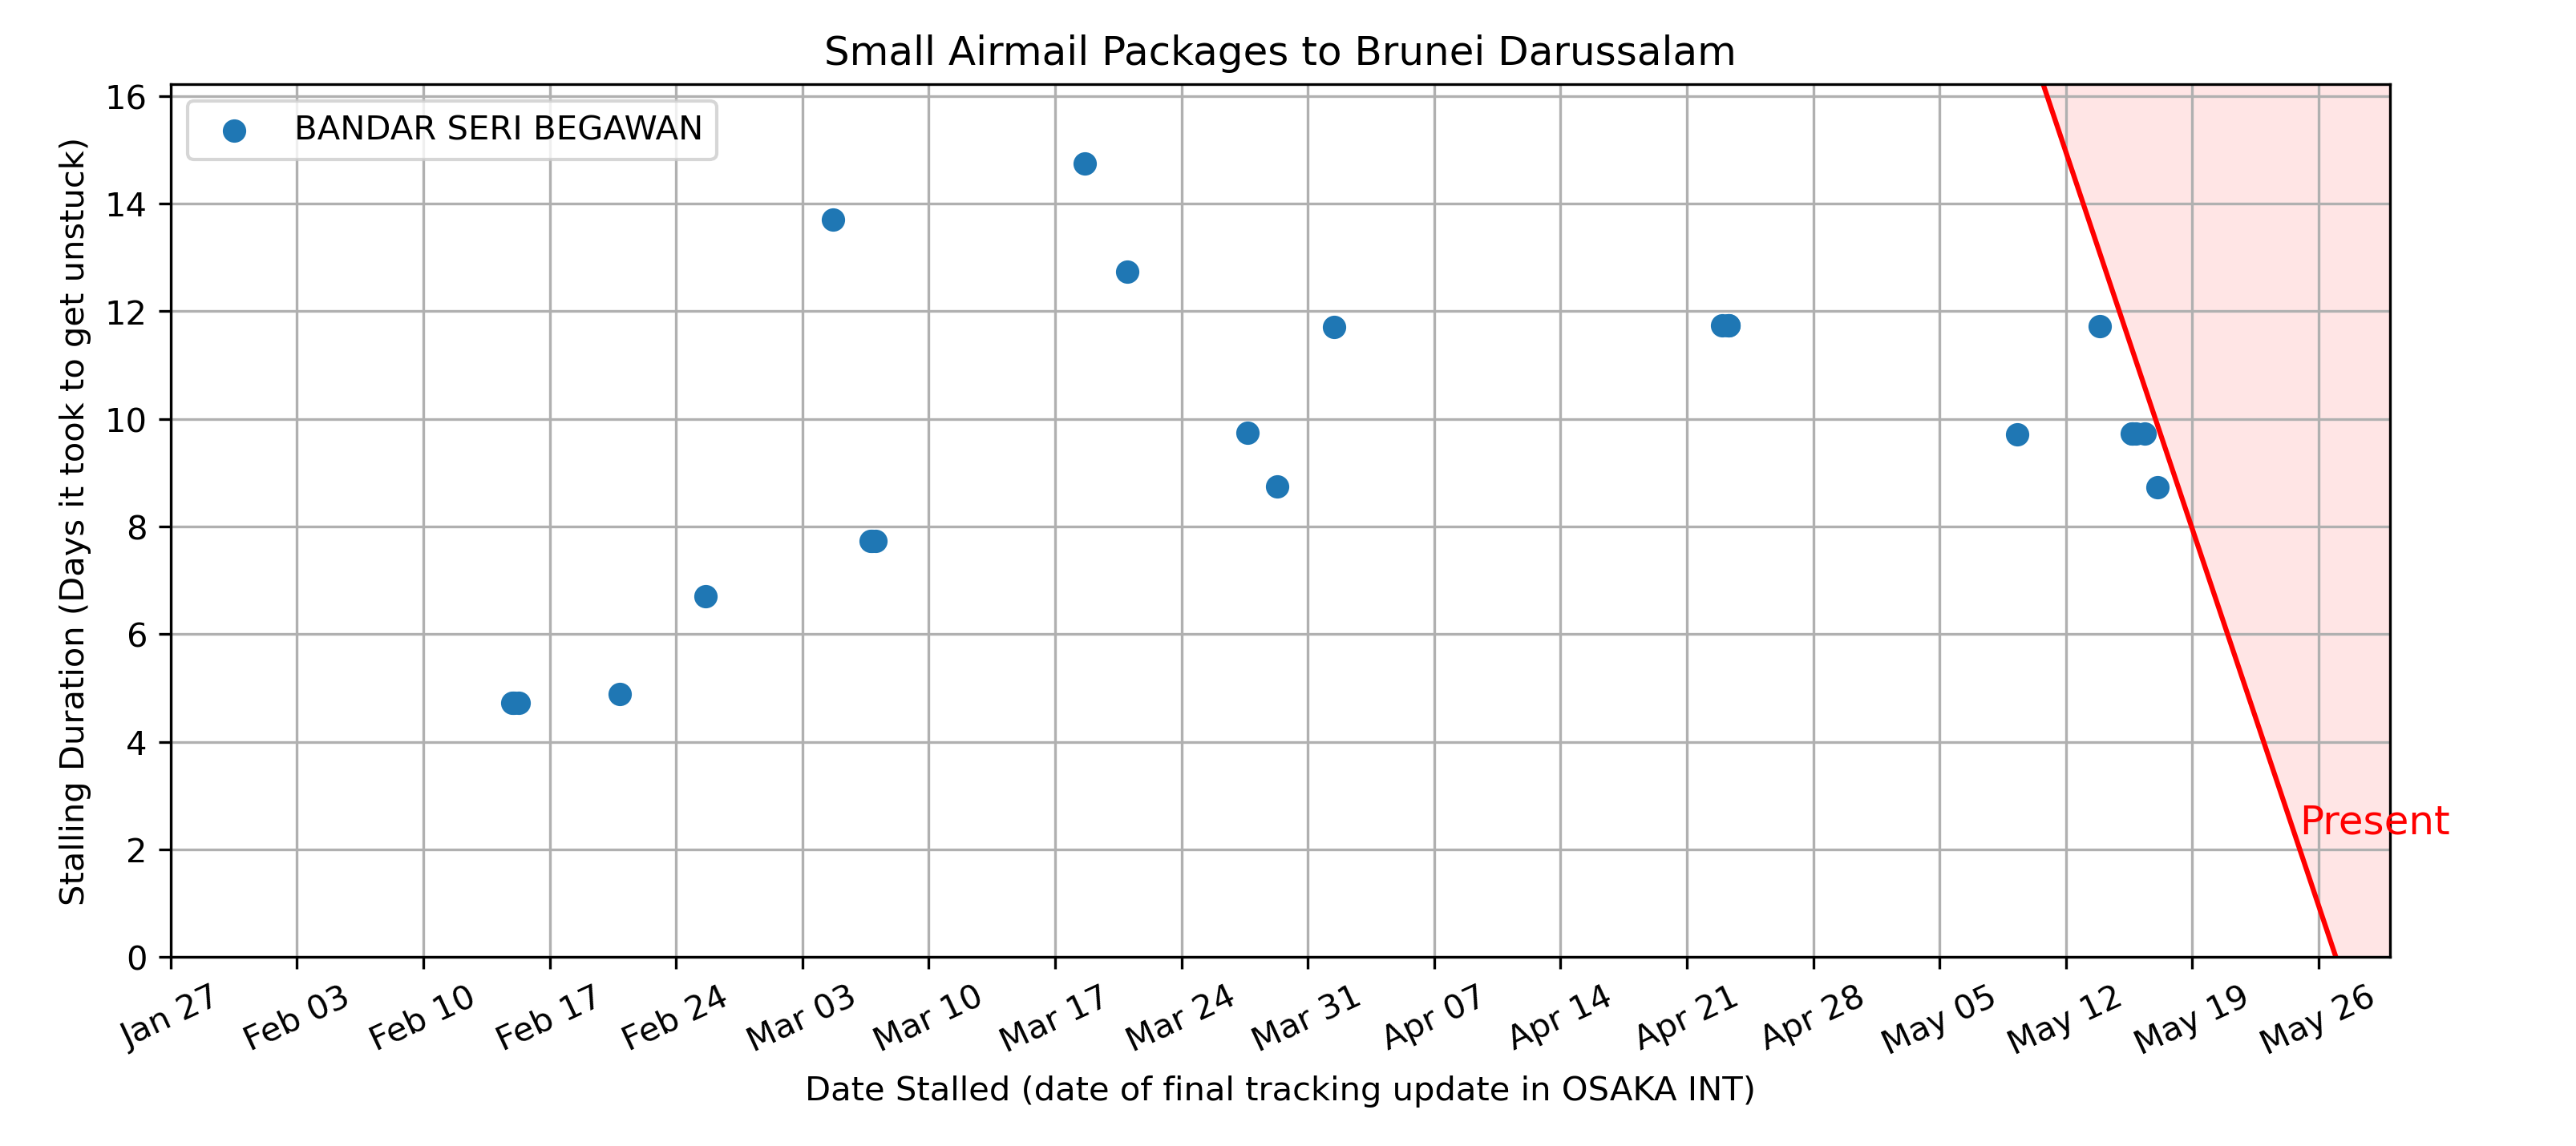 Small Airmail Packages to Brunei Darussalam
BANDAR SERI BEGAWAN
Stalling Duration (Days it took to get unstuck)
16
14
12
10
8
6
4
2
0
Present
Jan 27
Feb 03
Feb 10
Feb 17
Feb 24
Mar 03
Mar 10
Mar 17
Mar 24
Mar 31
Apr 07
Apr 14
Apr 21
Apr 28
May 05
May 12
May 19
May 26
Date Stalled (date of final tracking update in OSAKA INT)